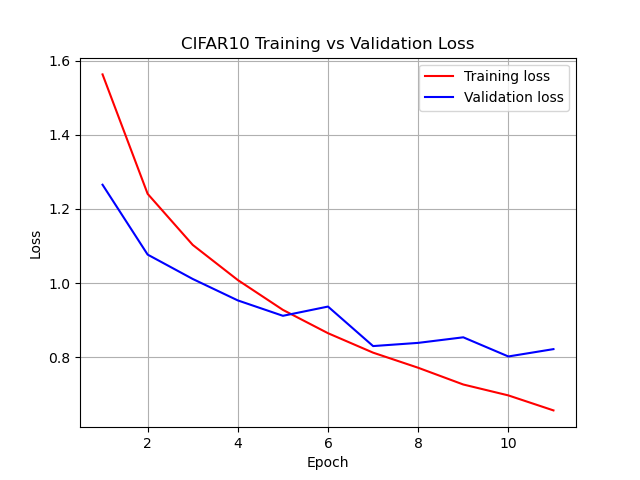 CIFAR10 Training vs Validation Loss
Training loss
Validation loss
Loss
1.6
1.4
1.2
1.0
0.8
2 4 6 8 10
Epoch